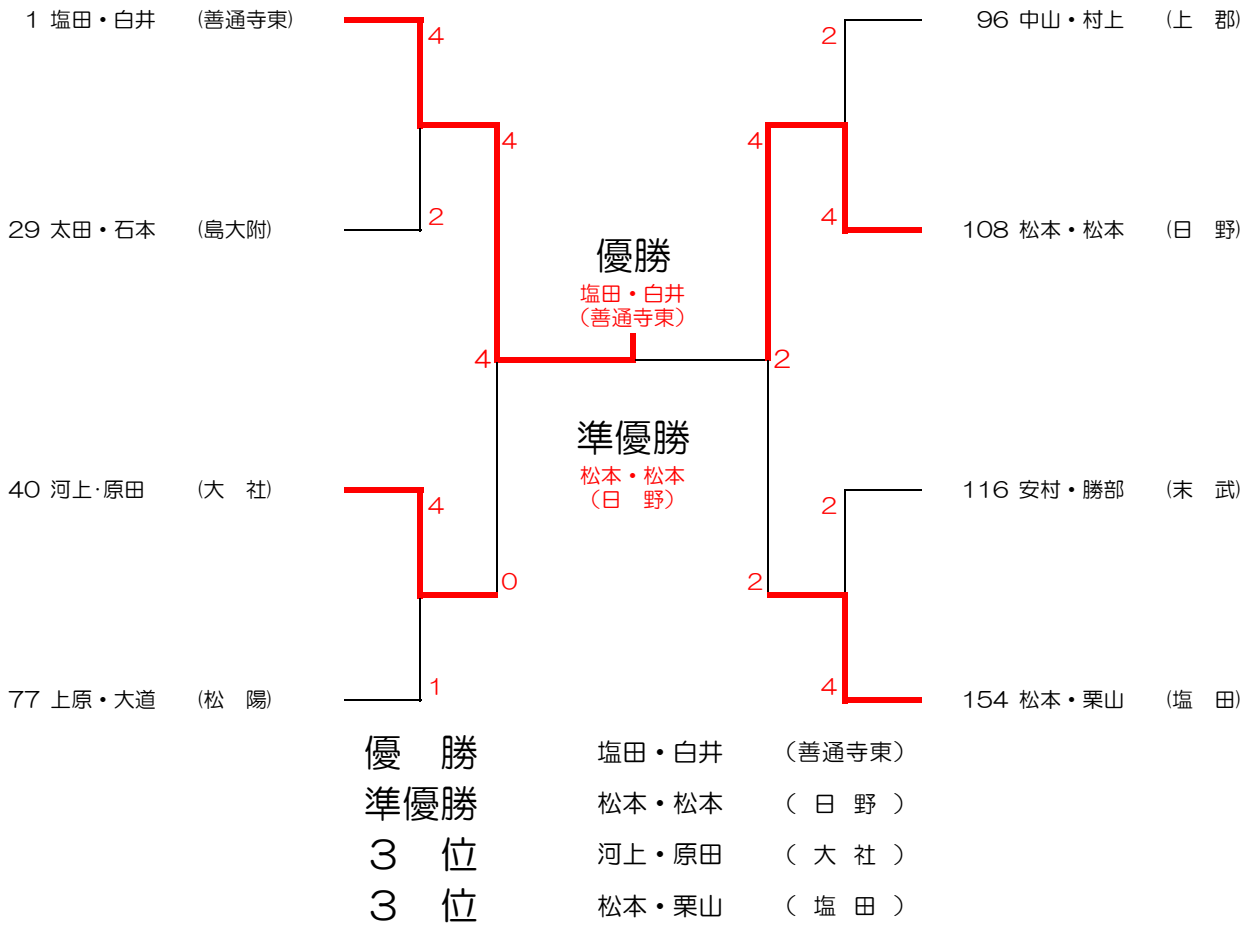 1 塩田・白井 (善通寺東) 4 2 96 中山・村上 (上 郡)
4 4
29 太田・石本 (島大附) 2 4 108 松本・松本 (日 野)
優勝
塩田・白井
(善通寺東)
4 2
準優勝
松本・松本
(日 野)
40 河上・原田 (大 社) 4 2 116 安村・勝部 (末 武)
0 2
77 上原・大道 (松 陽) 1 4 154 松本・栗山 (塩 田)
優 勝 塩田・白井 (善通寺東)
準優勝 松本・松本 ( 日 野 )
3 位 河上・原田 ( 大 社 )
3 位 松本・栗山 ( 塩 田 )